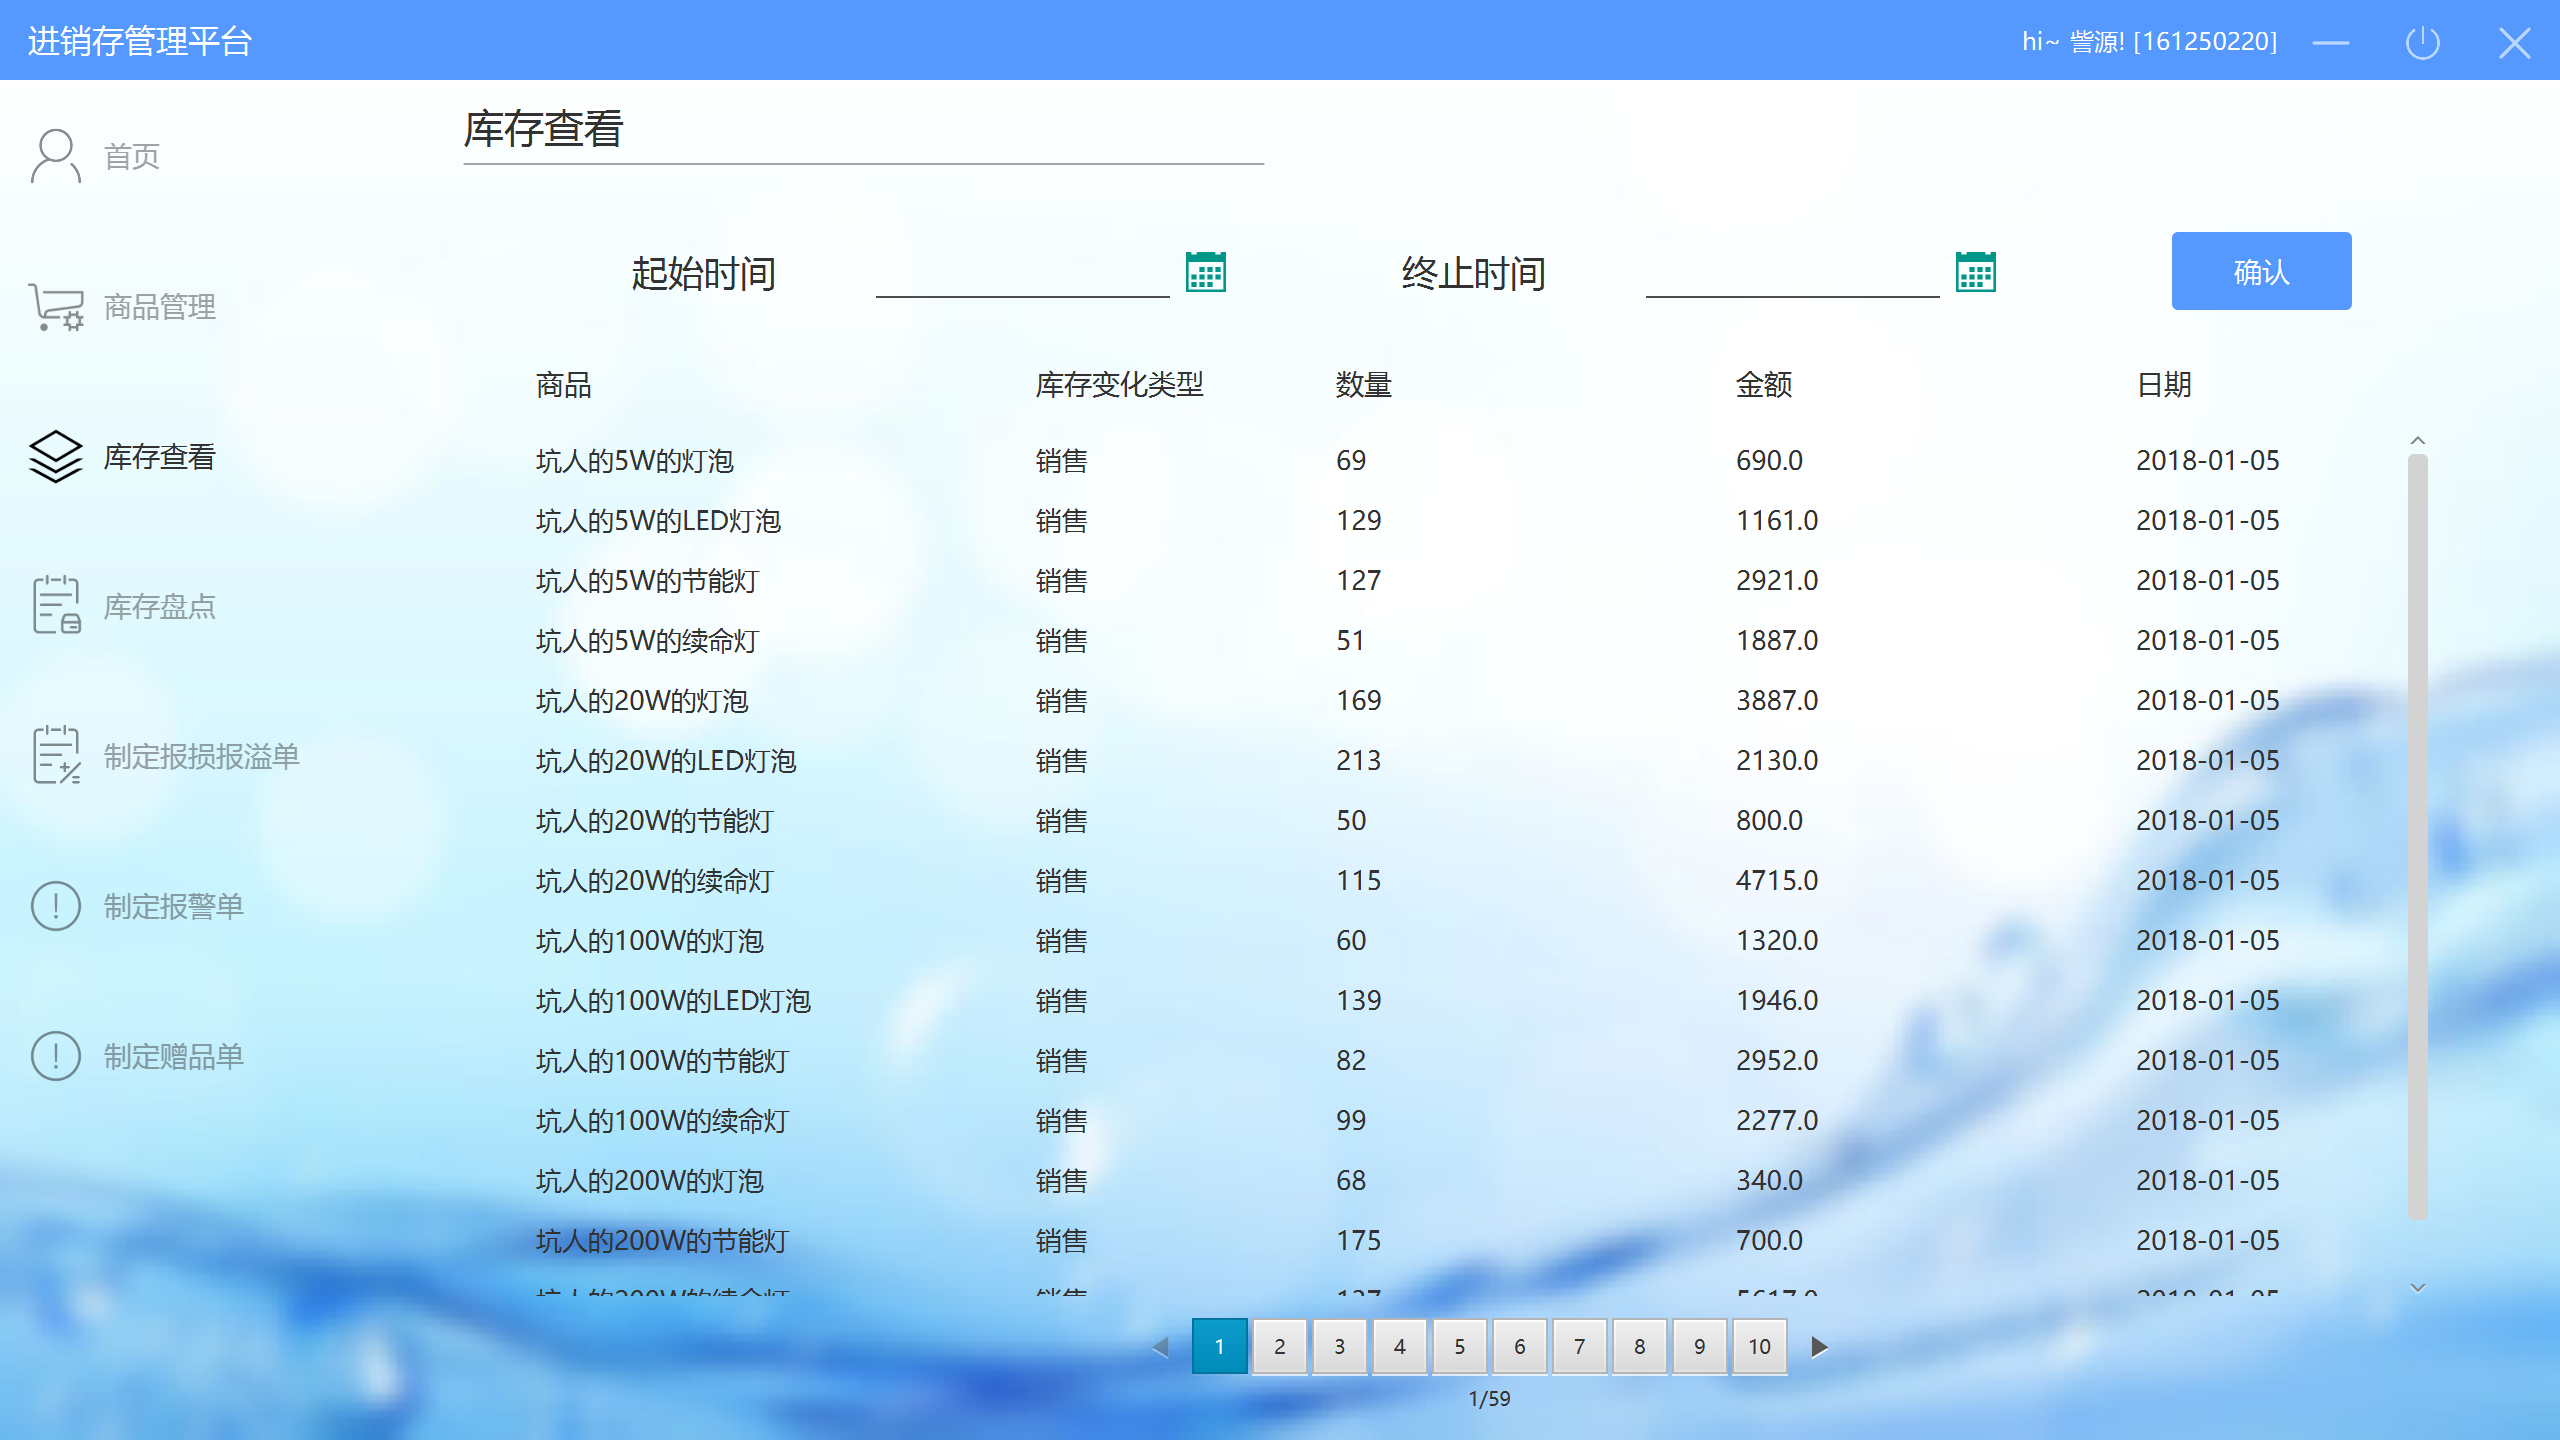 进销存管理平台
hi~ 訾源! [161250220]
首页
商品管理
库存查看
库存盘点
制定报损报溢单
制定报警单
制定赠品单
库存查看
起始时间 终止时间 确认
商品 库存变化类型 数量 金额 日期
坑人的5W的灯泡 销售 69 690.0 2018-01-05
坑人的5W的LED灯泡 销售 129 1161.0 2018-01-05
坑人的5W的节能灯 销售 127 2921.0 2018-01-05
坑人的5W的续命灯 销售 51 1887.0 2018-01-05
坑人的20W的灯泡 销售 169 3887.0 2018-01-05
坑人的20W的LED灯泡 销售 213 2130.0 2018-01-05
坑人的20W的节能灯 销售 50 800.0 2018-01-05
坑人的20W的续命灯 销售 115 4715.0 2018-01-05
坑人的100W的灯泡 销售 60 1320.0 2018-01-05
坑人的100W的LED灯泡 销售 139 1946.0 2018-01-05
坑人的100W的节能灯 销售 82 2952.0 2018-01-05
坑人的100W的续命灯 销售 99 2277.0 2018-01-05
坑人的200W的灯泡 销售 68 340.0 2018-01-05
坑人的200W的节能灯 销售 175 700.0 2018-01-05
1 2 3 4 5 6 7 8 9 10
1/59